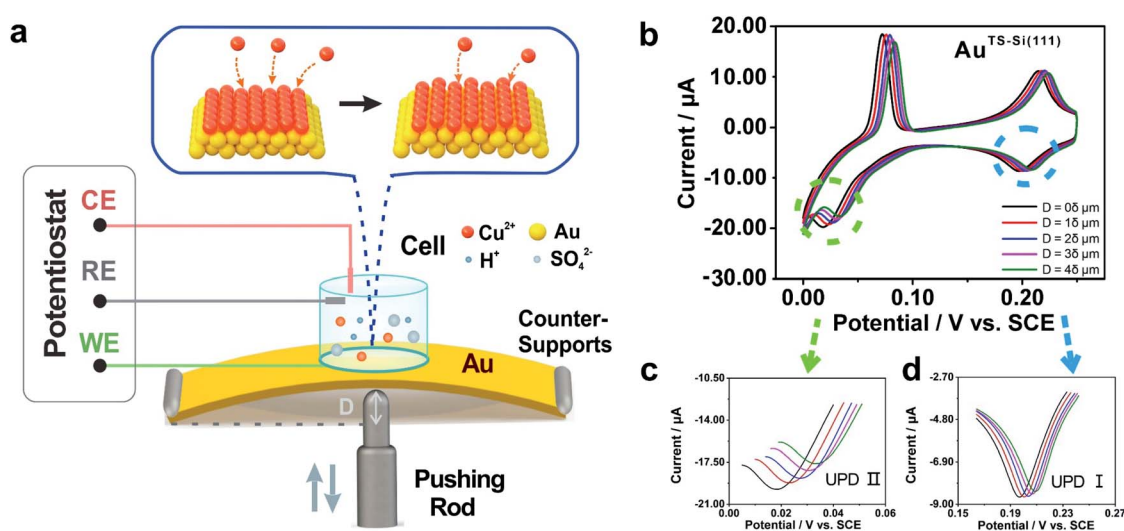 a
Potentiostat
CE
RE
WE
Cell
Cu2+
Au
H+
SO42-
Counter-
Supports
Au
D
Pushing
Rod
b
AuTS-Si(111)
Current / µA
20.00
10.00
0.00
-10.00
-20.00
-30.00
D = 0δ µm
D = 1δ µm
D = 2δ µm
D = 3δ µm
D = 4δ µm
0.00
0.10
0.20
Potential / V vs. SCE
c
Current / µA
-10.50
-14.00
-17.50
-21.00
UPD II
0.00
0.02
0.04
0.06
Potential / V vs. SCE
d
Current / µA
-2.70
-4.80
-6.90
-9.00
UPD I
0.15
0.19
0.23
0.27
Potential / V vs. SCE